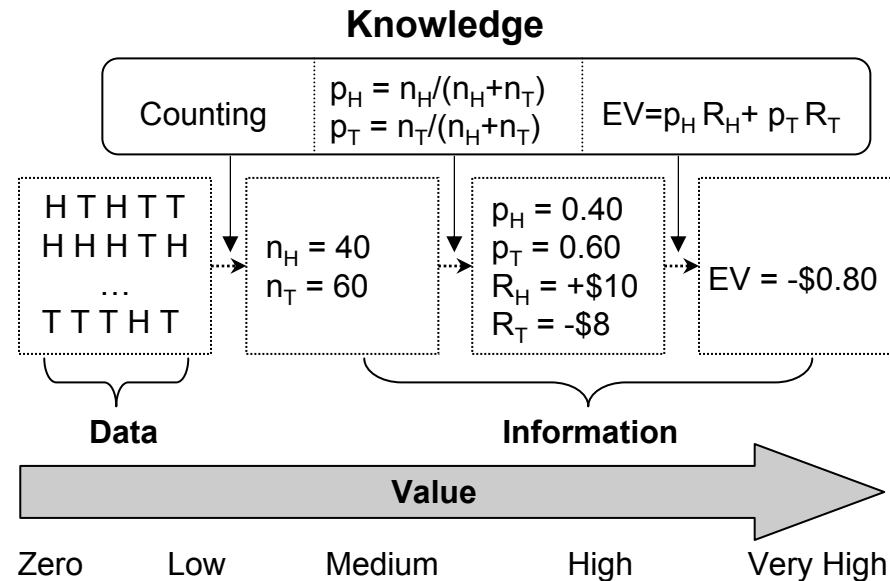 Knowledge
Counting
p_H = n_H/(n_H+n_T)
p_T = n_T/(n_H+n_T)
EV=p_H R_H+ p_T R_T
H T H T T
H H H T H
...
T T T H T
n_H = 40
n_T = 60
p_H = 0.40
p_T = 0.60
R_H = +$10
R_T = -$8
EV = -$0.80
Data
Information
Value
Zero Low Medium High Very High